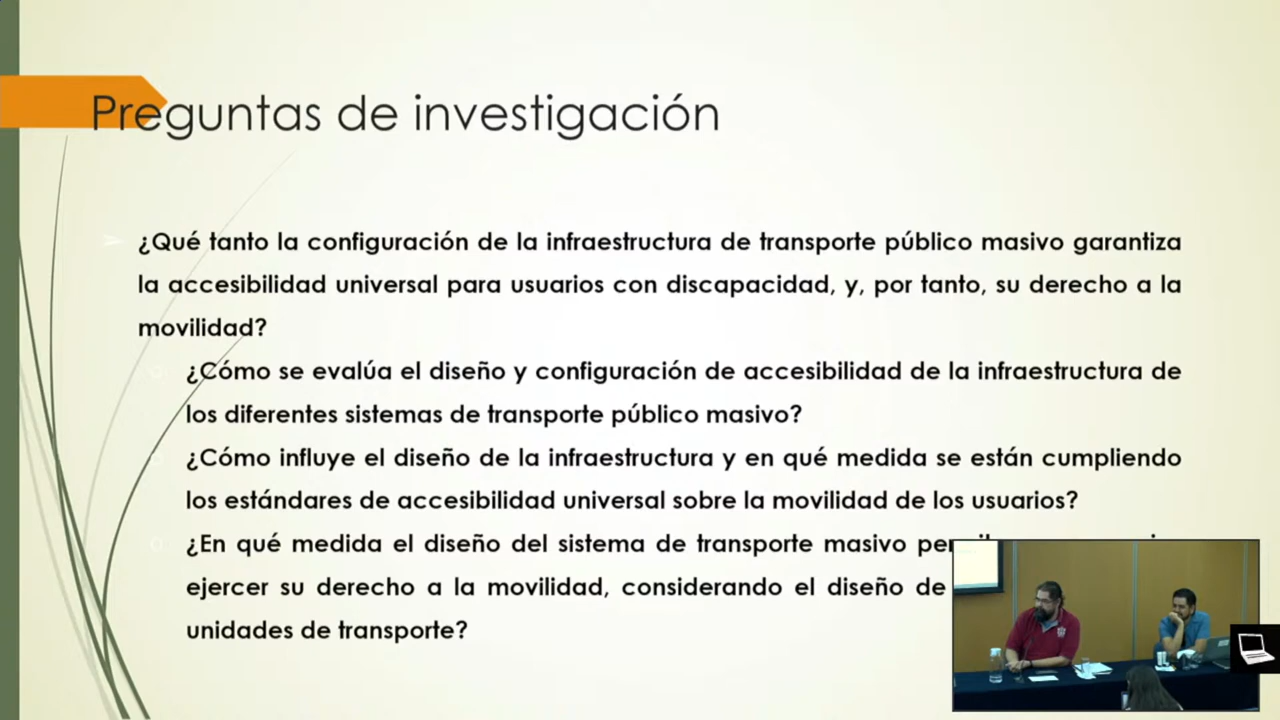 Preguntas de investigación
¿Qué tanto la configuración de la infraestructura de transporte público masivo garantiza
la accesibilidad universal para usuarios con discapacidad, y, por tanto, su derecho a la
movilidad?
¿Cómo se evalúa el diseño y configuración de accesibilidad de la infraestructura de
los diferentes sistemas de transporte público masivo?
¿Cómo influye el diseño de la infraestructura y en qué medida se están cumpliendo
los estándares de accesibilidad universal sobre la movilidad de los usuarios?
¿En qué medida el diseño del sistema de transporte masivo
ejercer su derecho a la movilidad, considerando el diseño de
unidades de transporte?